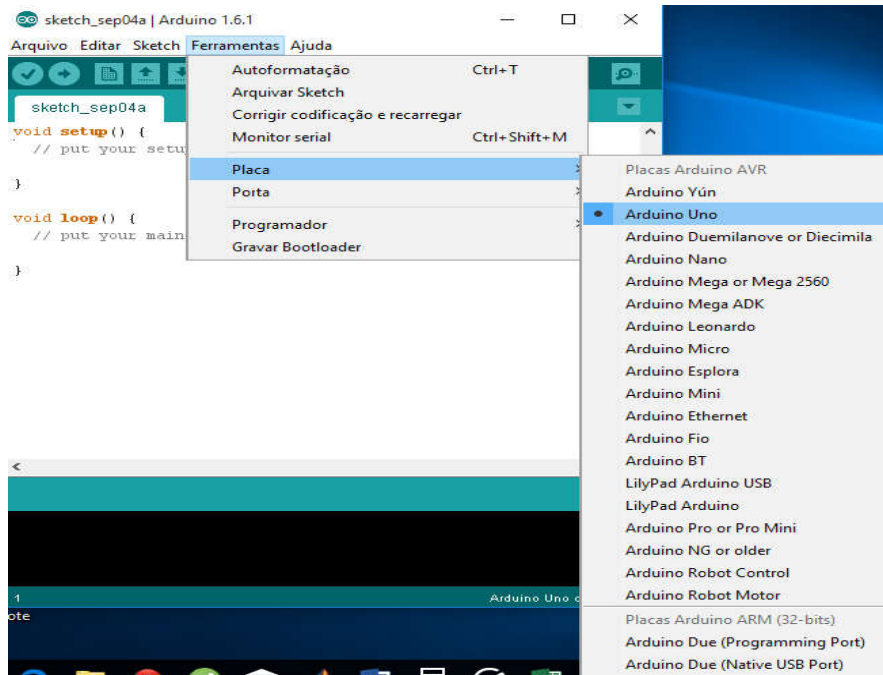 sketch_sep04a | Arduino 1.6.1
Arquivo Editar Sketch Ferramentas Ajuda
sketch_sep04a
void setup() {
// put your setu
}
void loop() {
// put your main
}
Autoformatação Ctrl+T
Arquivar Sketch
Corrigir codificação e recarregar
Monitor serial Ctrl+Shift+M
Placa
Porta
Programador
Gravar Bootloader
Placas Arduino AVR
Arduino Yún
Arduino Uno
Arduino Duemilanove or Diecimila
Arduino Nano
Arduino Mega or Mega 2560
Arduino Mega ADK
Arduino Leonardo
Arduino Micro
Arduino Esplora
Arduino Mini
Arduino Ethernet
Arduino Fio
Arduino BT
LilyPad Arduino USB
LilyPad Arduino
Arduino Pro or Pro Mini
Arduino NG or older
Arduino Robot Control
Arduino Robot Motor
Placas Arduino ARM (32-bits)
Arduino Due (Programming Port)
Arduino Due (Native USB Port)
1 Arduino Uno
ote